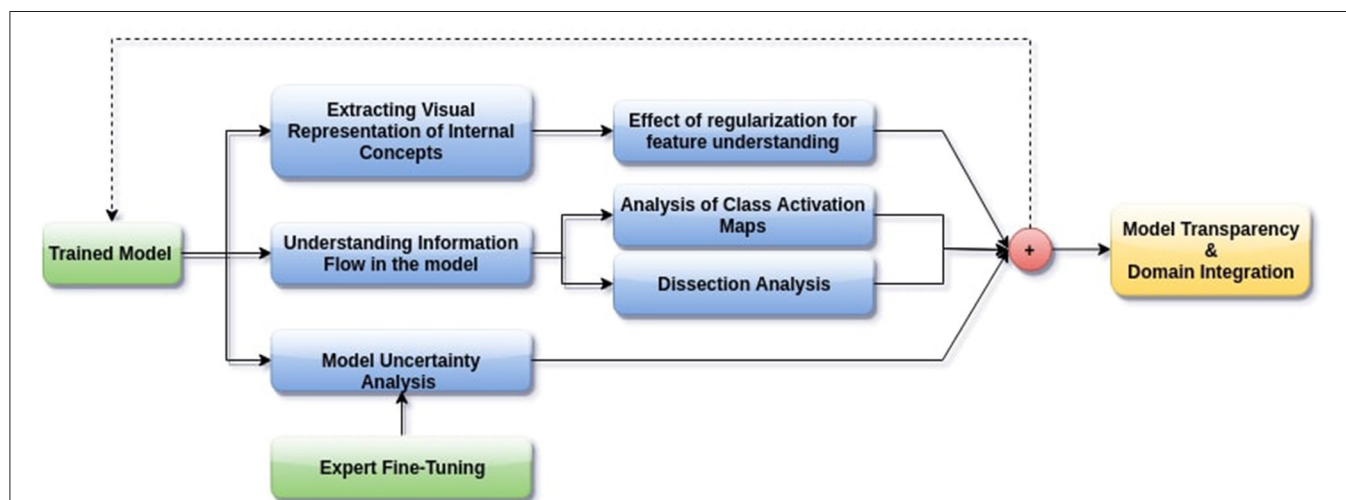 Trained Model
Extracting Visual
Representation of Internal
Concepts
Understanding Information
Flow in the model
Model Uncertainty
Analysis
Expert Fine-Tuning
Effect of regularization for
feature understanding
Analysis of Class Activation
Maps
Dissection Analysis
+
Model Transparency
&
Domain Integration